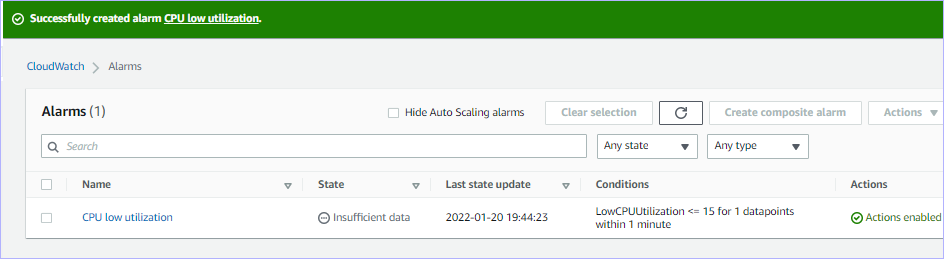 Successfully created alarm CPU low utilization.
CloudWatch > Alarms
Alarms (1)
Hide Auto Scaling alarms
Clear selection
Create composite alarm
Actions
Search
Any state
Any type
Name
State
Last state update
Conditions
Actions
CPU low utilization
Insufficient data
2022-01-20 19:44:23
LowCPUUtilization <= 15 for 1 datapoints
within 1 minute
Actions enabled